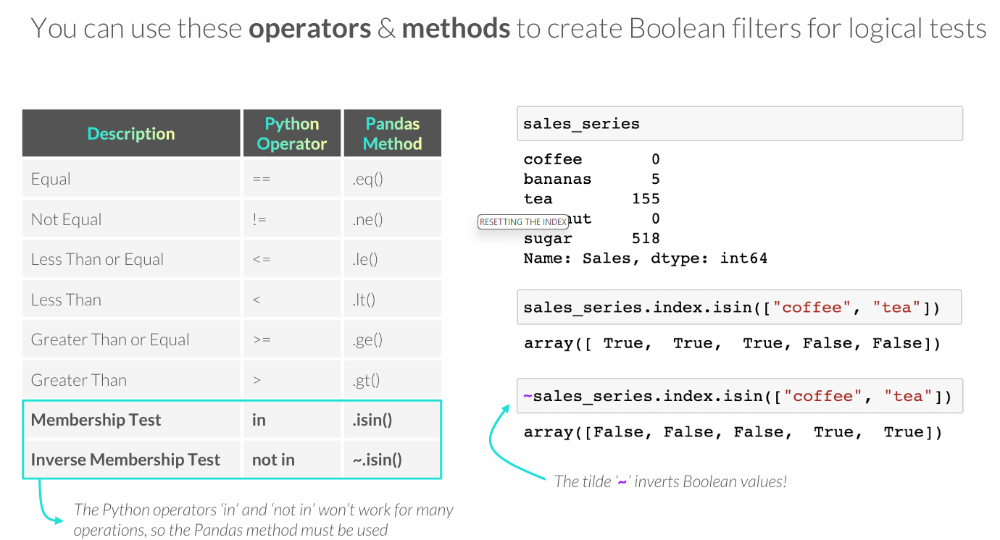 You can use these operators & methods to create Boolean filters for logical tests
Description Python Operator Pandas Method
Equal == .eq()
Not Equal != .ne()
Less Than or Equal <= .le()
Less Than < .lt()
Greater Than or Equal >= .ge()
Greater Than > .gt()
Membership Test in .isin()
Inverse Membership Test not in ~.isin()
The Python operators ‘in’ and ‘not in’ won’t work for many
operations, so the Pandas method must be used
sales_series
coffee 0
bananas 5
tea 155
RESETTING THE INDEX
ut 0
sugar 518
Name: Sales, dtype: int64
sales_series.index.isin(["coffee", "tea"])
array([ True, True, True, False, False])
~sales_series.index.isin(["coffee", "tea"])
array([False, False, False, True, True])
The tilde ‘~’ inverts Boolean values!